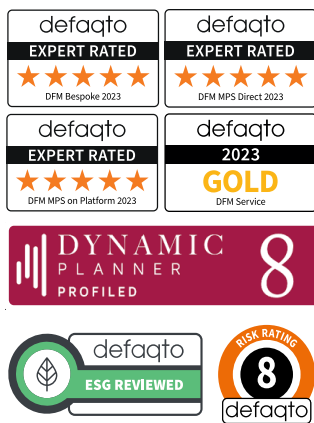 defaqto
EXPERT RATED
DFM Bespoke 2023
defaqto
EXPERT RATED
DFM MPS Direct 2023
defaqto
EXPERT RATED
DFM MPS on Platform 2023
defaqto
2023
GOLD
DFM Service
DYNAMIC
PLANNER
PROFILED
8
defaqto
ESG REVIEWED
RISK RATING
8
defaqto